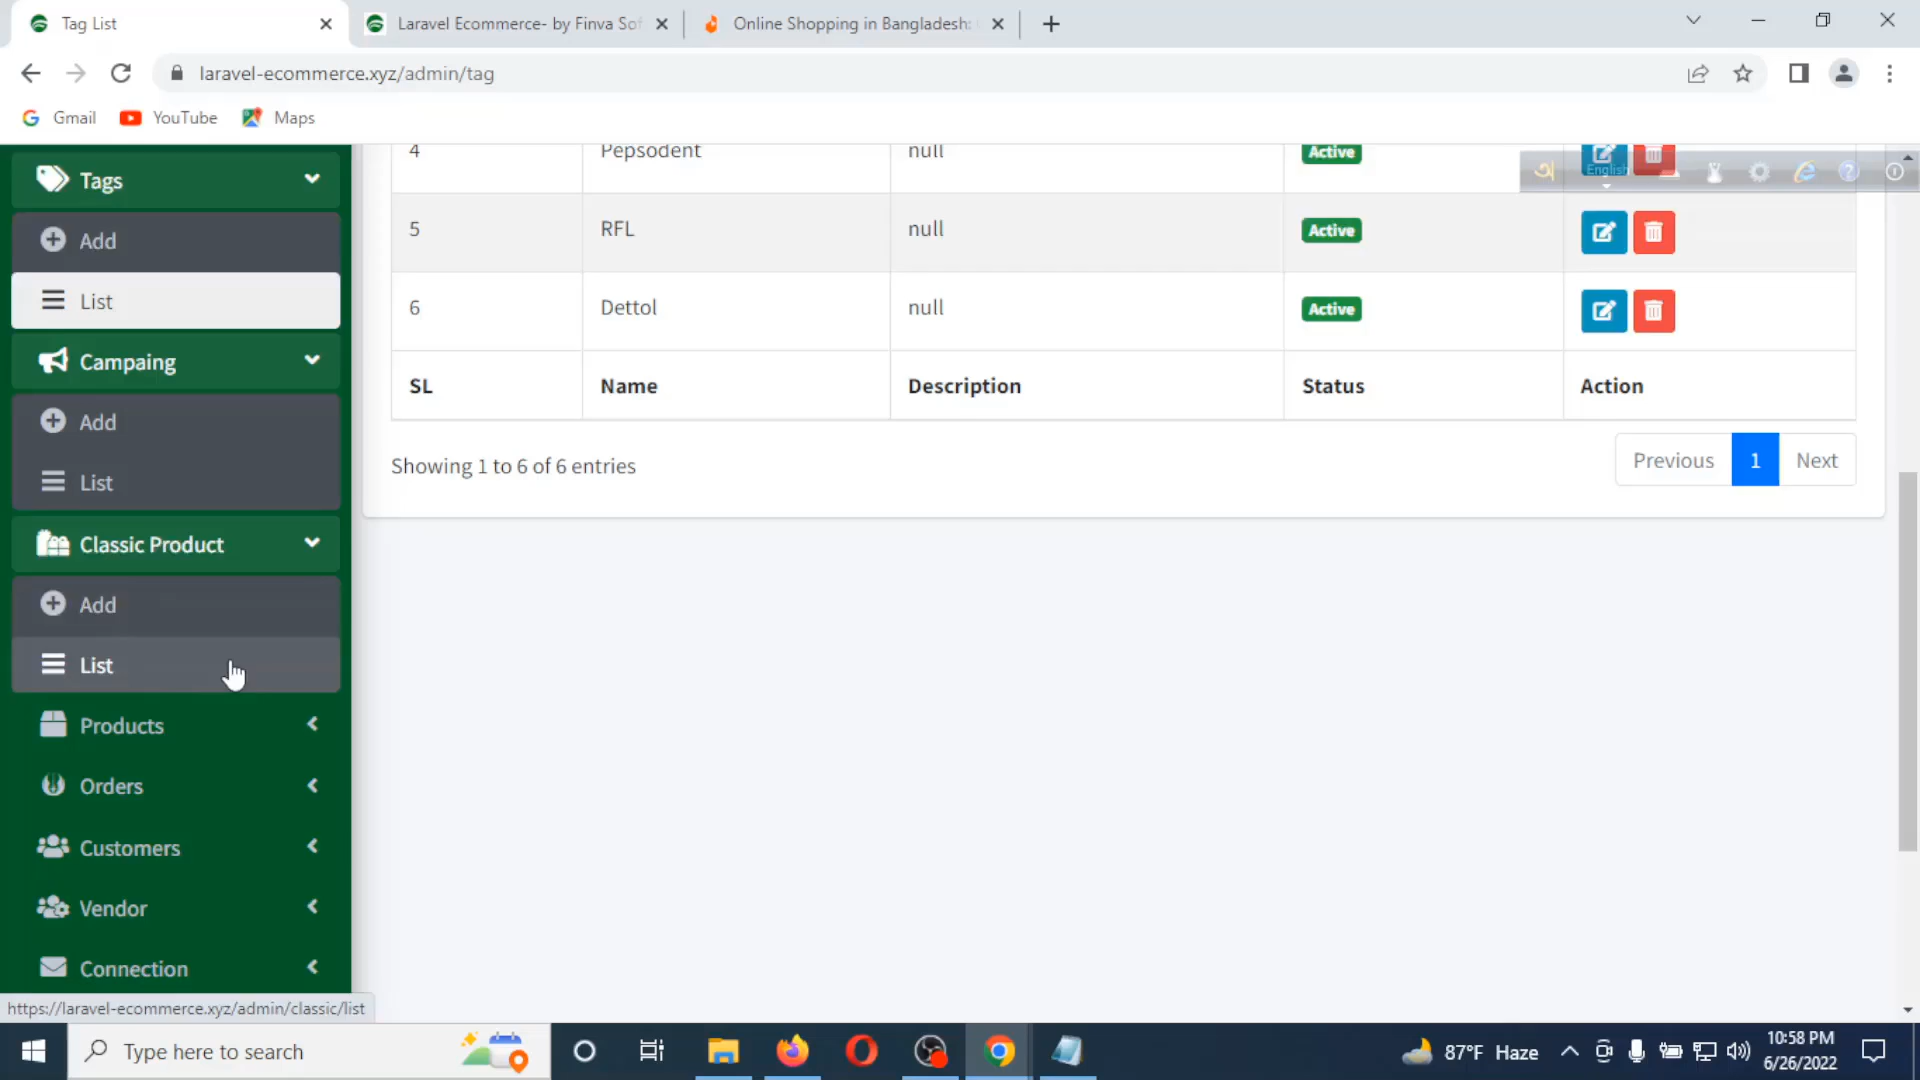 Tag List
Laravel Ecommerce- by Finva Sof
Online Shopping in Bangladesh:
laravel-ecommerce.xyz/admin/tag
Gmail
YouTube
Maps
Tags
Add
List
Campaing
Add
List
Classic Product
Add
List
Products
Orders
Customers
Vendor
Connection
4 Pepsodent null Active
English
5 RFL null Active
6 Dettol null Active
SL Name Description Status Action
Showing 1 to 6 of 6 entries
Previous 1 Next
https://laravel-ecommerce.xyz/admin/classic/list
Type here to search
87°F Haze
10:58 PM
6/26/2022